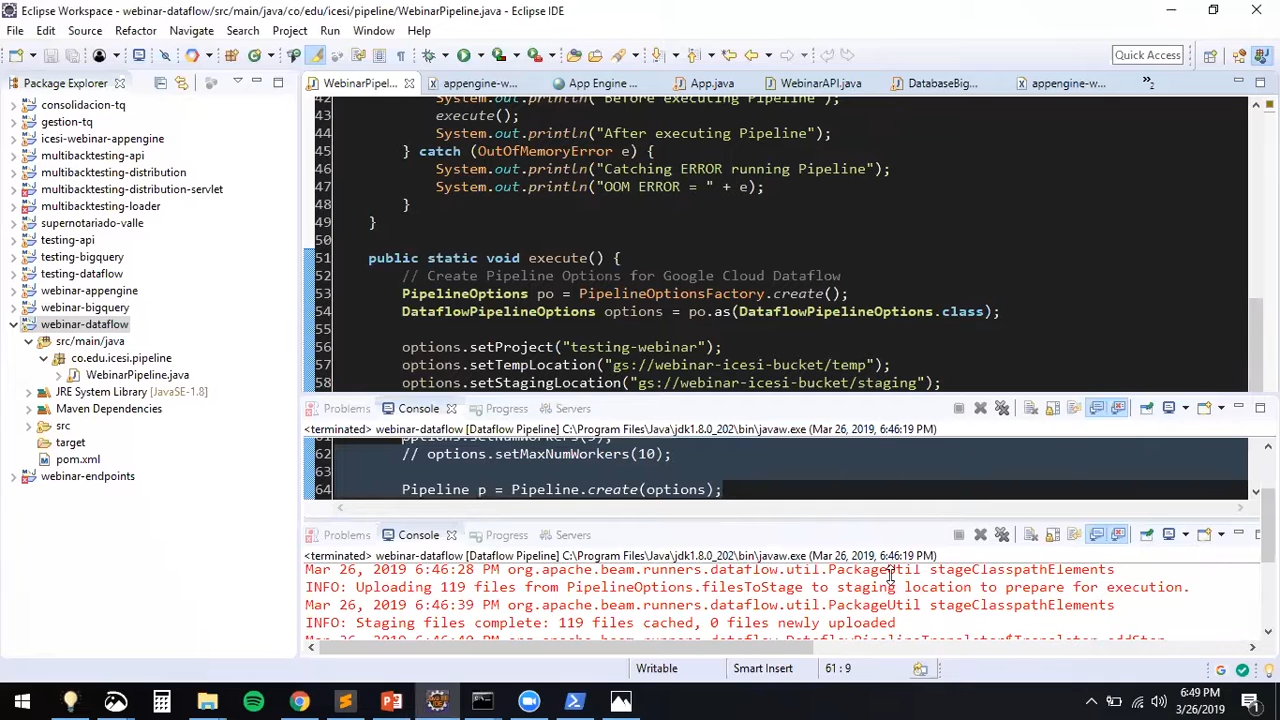 Eclipse Workspace - webinar-dataflow/src/main/java/co/edu/icesi/pipeline/WebinarPipeline.java - Eclipse IDE
File Edit Source Refactor Navigate Search Project Run Window Help
Quick Access
Package Explorer
WebinarPipel... appengine-w... App Engine ... App.java WebinarAPI.java DatabaseBig... appengine-w... »2
consolidacion-tq
gestion-tq
icesi-webinar-appengine
multibacktesting-api
multibacktesting-distribution
multibacktesting-distribution-servlet
multibacktesting-loader
supernotariado-valle
testing-api
testing-bigquery
testing-dataflow
webinar-appengine
webinar-bigquery
webinar-dataflow
src/main/java
co.edu.icesi.pipeline
WebinarPipeline.java
JRE System Library [JavaSE-1.8]
Maven Dependencies
src
target
pom.xml
webinar-endpoints
42 System.out.println("Before executing Pipeline");
43 execute();
44 System.out.println("After executing Pipeline");
45 } catch (OutOfMemoryError e) {
46 System.out.println("Catching ERROR running Pipeline");
47 System.out.println("OOM ERROR = " + e);
48 }
49 }
50
51 public static void execute() {
52 // Create Pipeline Options for Google Cloud Dataflow
53 PipelineOptions po = PipelineOptionsFactory.create();
54 DataflowPipelineOptions options = po.as(DataflowPipelineOptions.class);
55
56 options.setProject("testing-webinar");
57 options.setTempLocation("gs://webinar-icesi-bucket/temp");
58 options.setStagingLocation("gs://webinar-icesi-bucket/staging");
Problems Console Progress Servers
<terminated> webinar-dataflow [Dataflow Pipeline] C:\Program Files\Java\jdk1.8.0_202\bin\javaw.exe (Mar 26, 2019, 6:46:19 PM)
62 // options.setMaxNumWorkers(10);
63
64 Pipeline p = Pipeline.create(options);
Problems Console Progress Servers
<terminated> webinar-dataflow [Dataflow Pipeline] C:\Program Files\Java\jdk1.8.0_202\bin\javaw.exe (Mar 26, 2019, 6:46:19 PM)
Mar 26, 2019 6:46:28 PM org.apache.beam.runners.dataflow.util.PackageUtil stageClasspathElements
INFO: Uploading 119 files from PipelineOptions.filesToStage to staging location to prepare for execution.
Mar 26, 2019 6:46:39 PM org.apache.beam.runners.dataflow.util.PackageUtil stageClasspathElements
INFO: Staging files complete: 119 files cached, 0 files newly uploaded
Writable Smart Insert 61 : 9
6:49 PM
3/26/2019